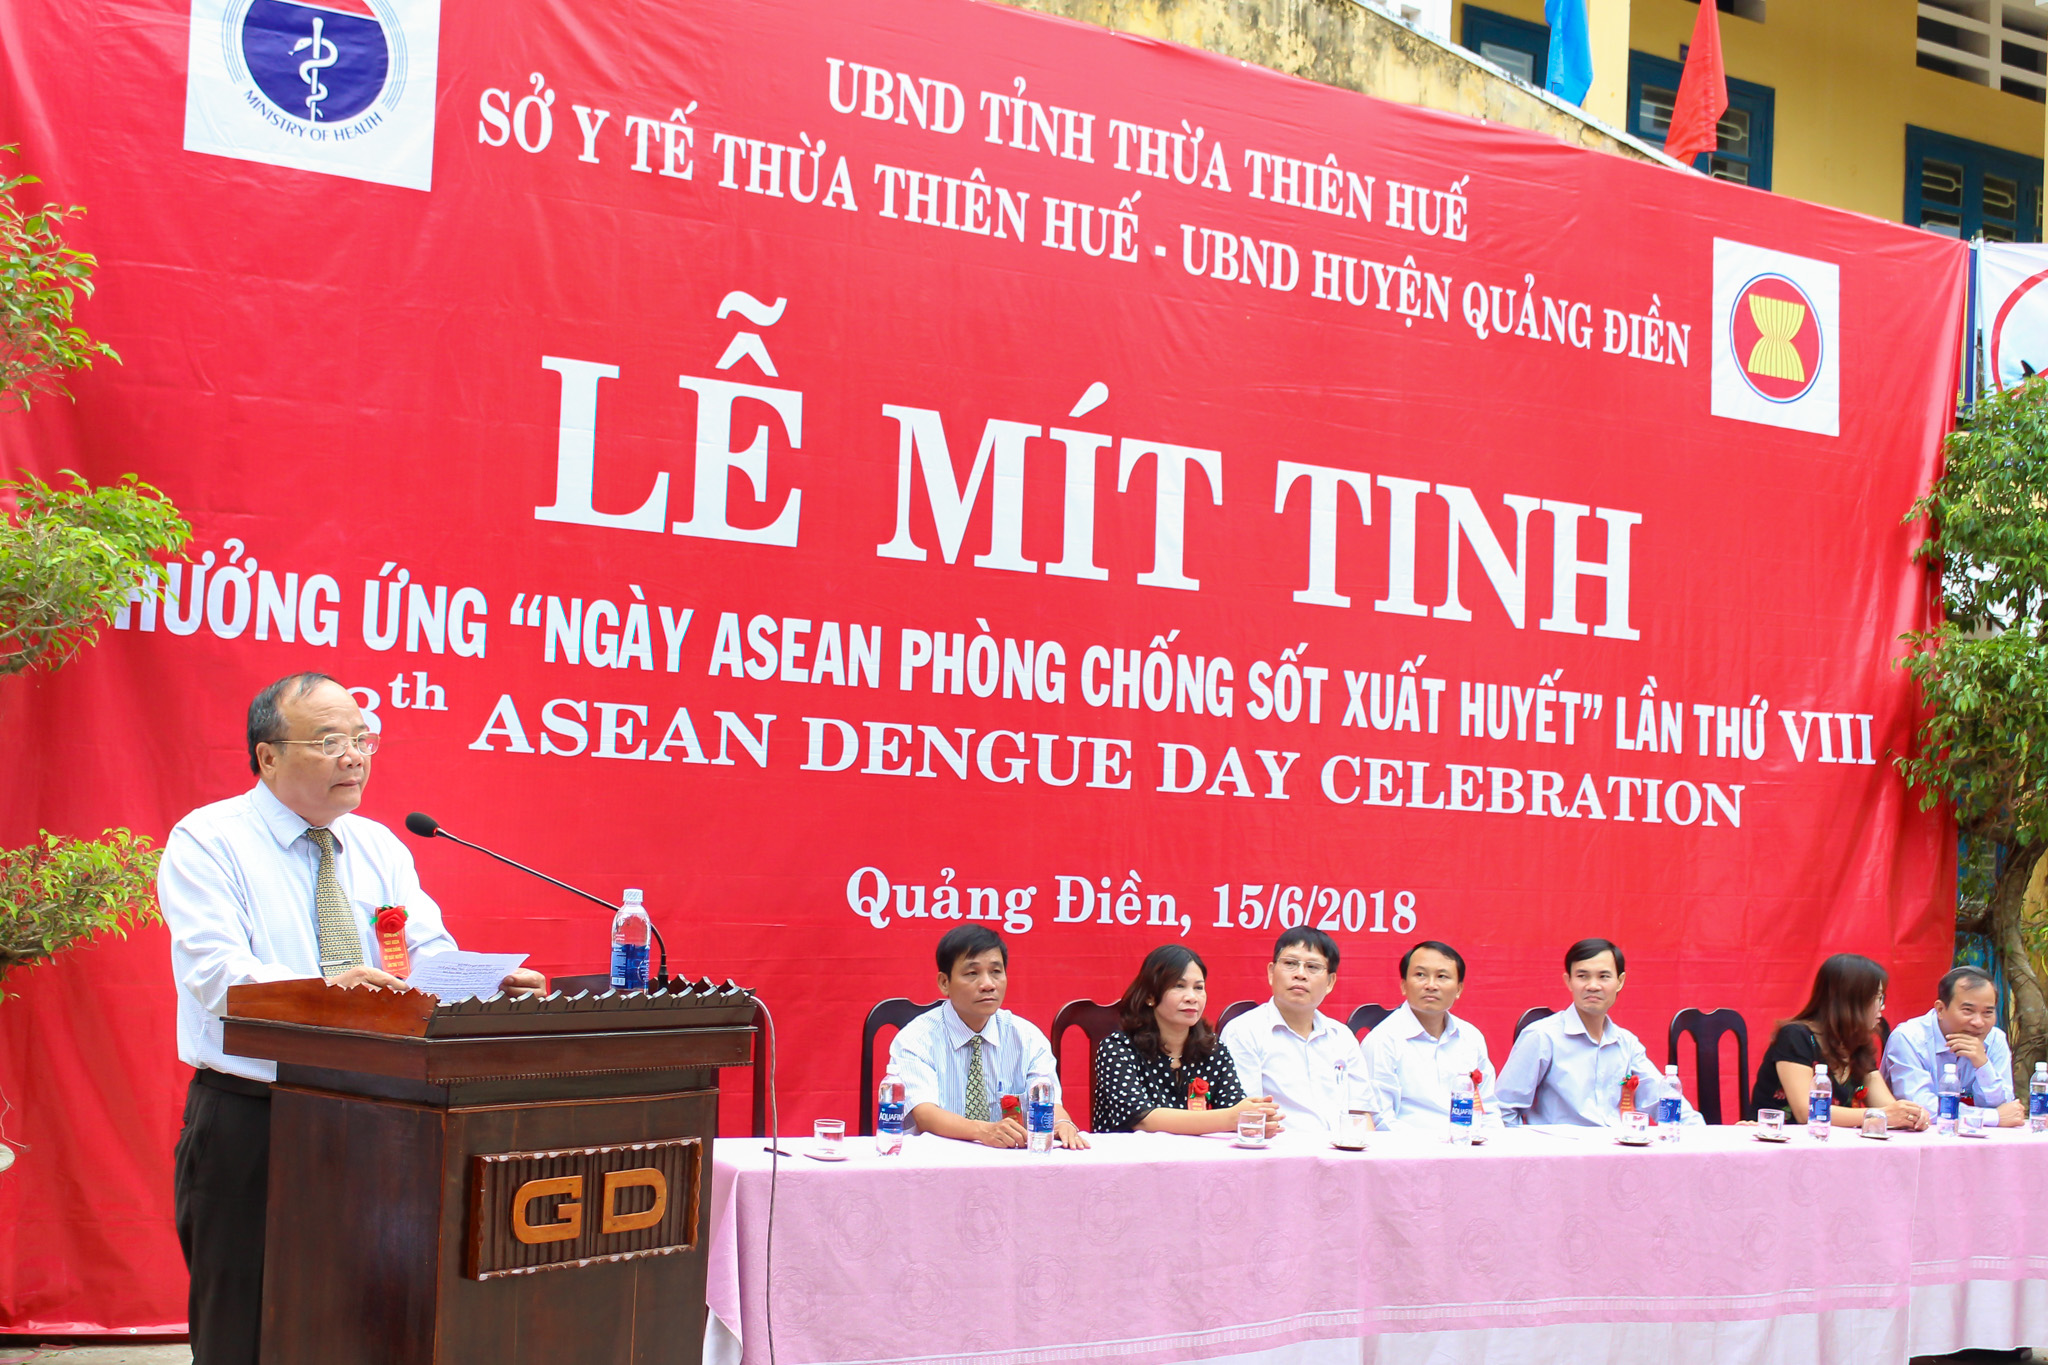 MINISTRY OF HEALTH
UBND TỈNH THỪA THIÊN HUẾ
SỞ Y TẾ THỪA THIÊN HUẾ - UBND HUYỆN QUẢNG ĐIỀN
LỄ MÍT TINH
HƯỞNG ỨNG “NGÀY ASEAN PHÒNG CHỐNG SỐT XUẤT HUYẾT” LẦN THỨ VIII
8th ASEAN DENGUE DAY CELEBRATION
Quảng Điền, 15/6/2018
GD
AQUAFINA